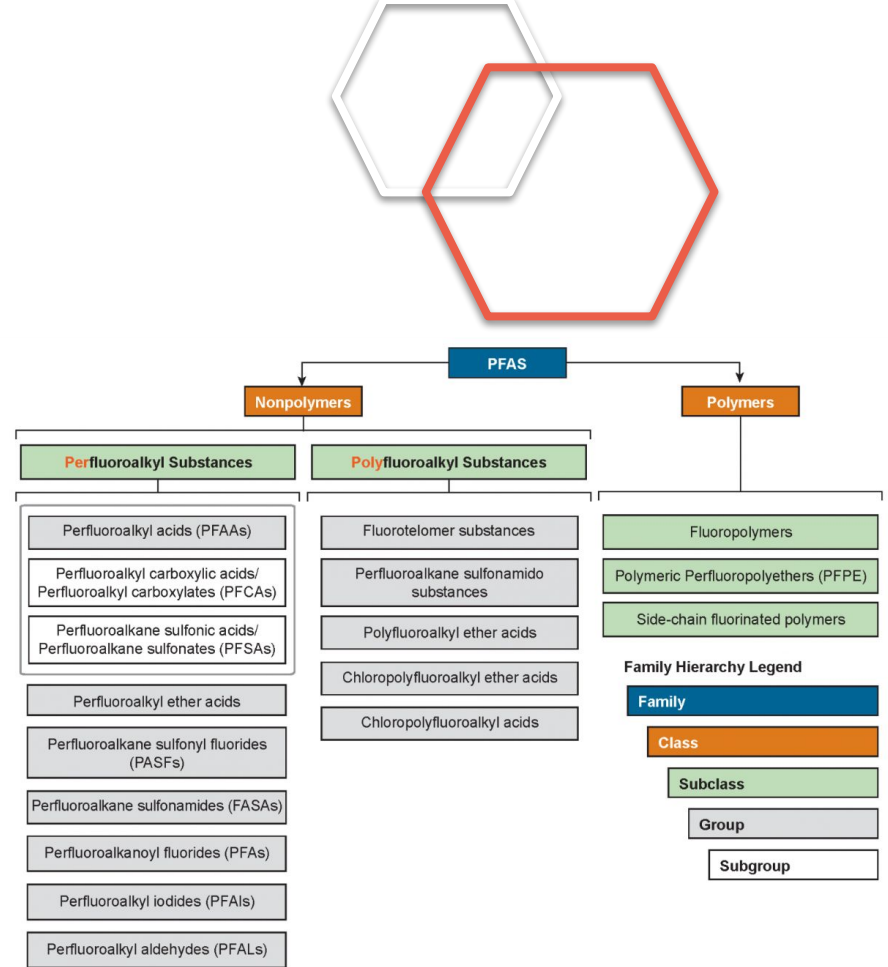 PFAS
Nonpolymers
Polymers
Perfluoroalkyl Substances
Polyfluoroalkyl Substances
Perfluoroalkyl acids (PFAAs)
Perfluoroalkyl carboxylic acids/
Perfluoroalkyl carboxylates (PFCAs)
Perfluoroalkane sulfonic acids/
Perfluoroalkane sulfonates (PFSAs)
Perfluoroalkyl ether acids
Perfluoroalkane sulfonyl fluorides
(PASFs)
Perfluoroalkane sulfonamides (FASAs)
Perfluoroalkanoyl fluorides (PFAs)
Perfluoroalkyl iodides (PFAIs)
Perfluoroalkyl aldehydes (PFALs)
Fluorotelomer substances
Perfluoroalkane sulfonamido
substances
Polyfluoroalkyl ether acids
Chloropolyfluoroalkyl ether acids
Chloropolyfluoroalkyl acids
Fluoropolymers
Polymeric Perfluoropolyethers (PFPE)
Side-chain fluorinated polymers
Family Hierarchy Legend
Family
Class
Subclass
Group
Subgroup